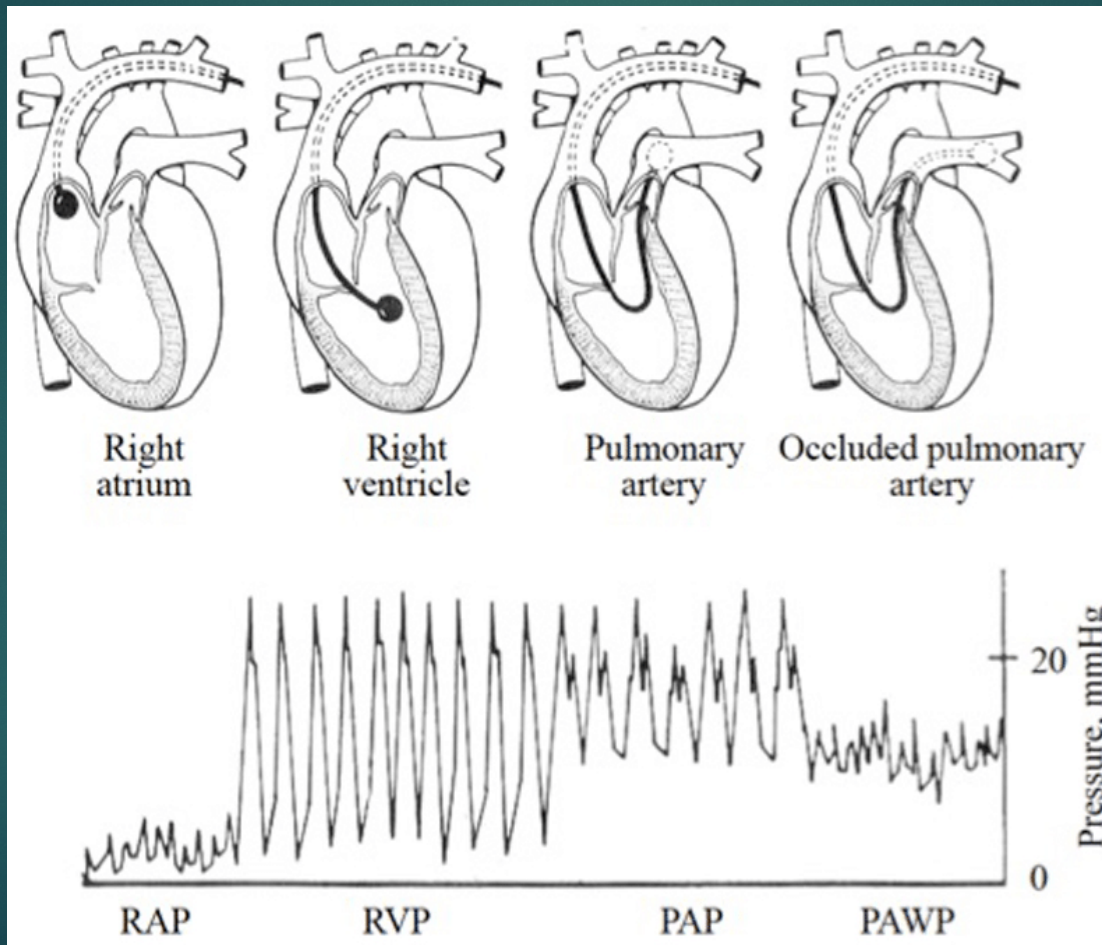 Right
atrium
Right
ventricle
Pulmonary
artery
Occluded pulmonary
artery
20
0
Pressure, mmHg
RAP
RVP
PAP
PAWP